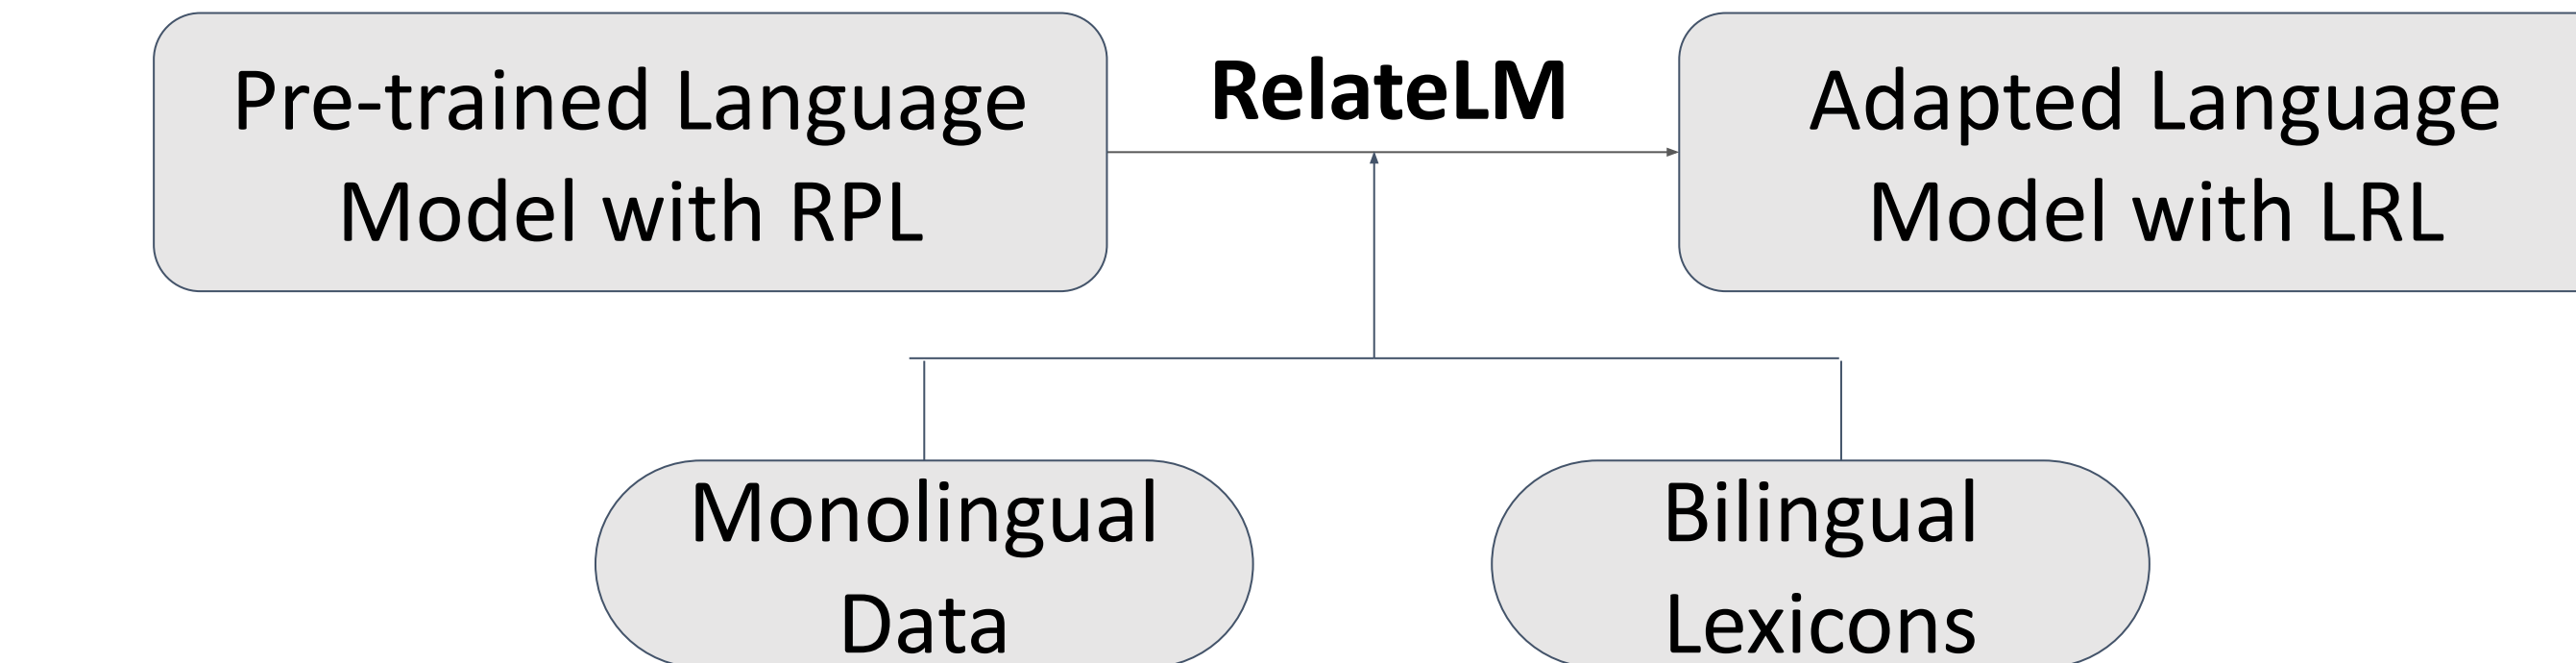 Pre-trained Language
Model with RPL
RelateLM
Adapted Language
Model with LRL
Monolingual
Data
Bilingual
Lexicons